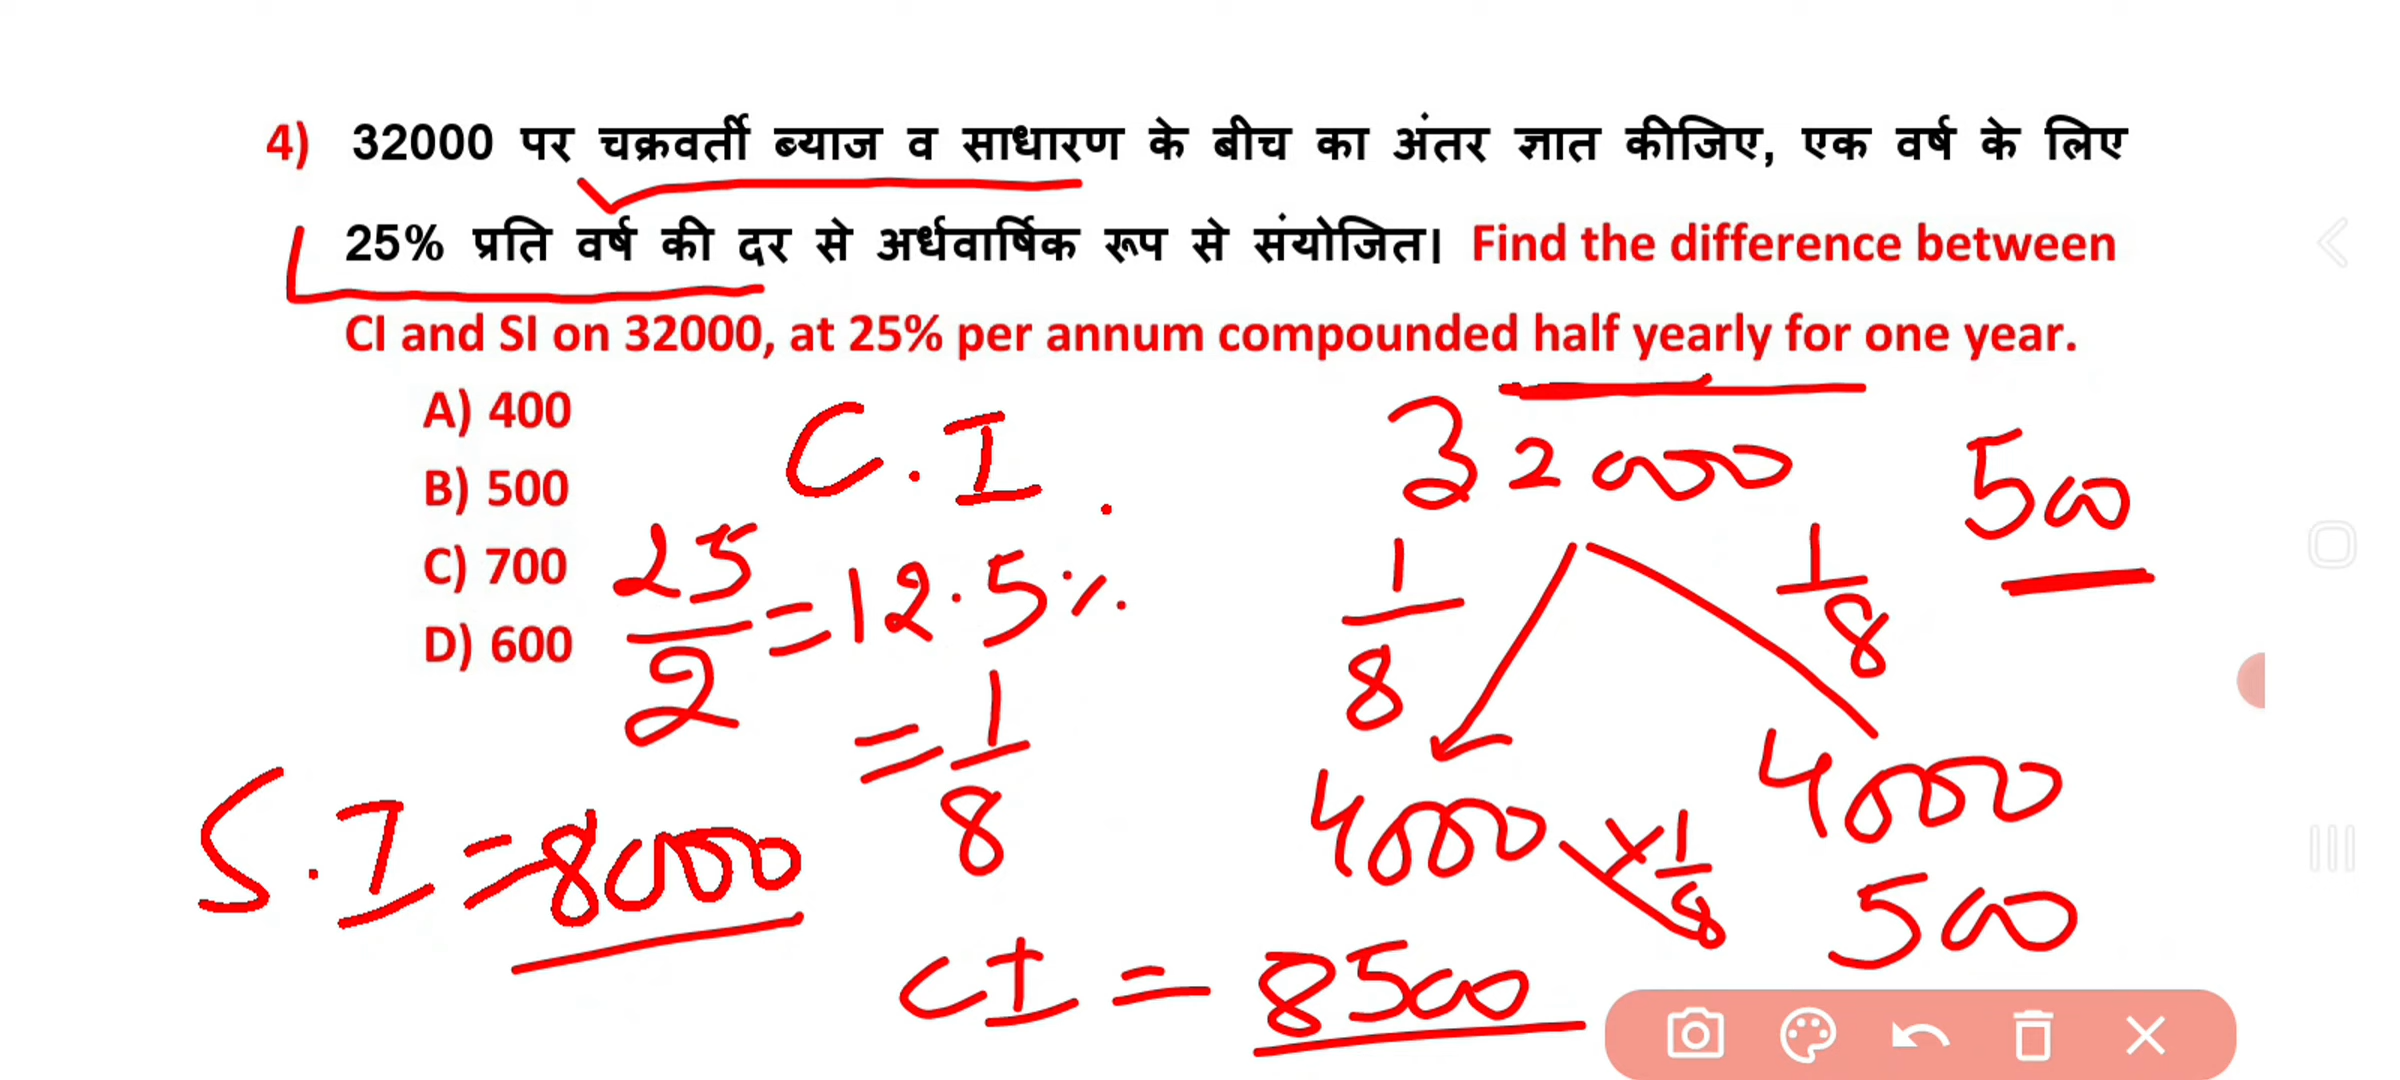 4) 32000 पर चक्रवर्ती ब्याज व साधारण के बीच का अंतर ज्ञात कीजिए, एक वर्ष के लिए
25% प्रति वर्ष की दर से अर्धवार्षिक रूप से संयोजित। Find the difference between
CI and SI on 32000, at 25% per annum compounded half yearly for one year.
A) 400
B) 500
C) 700
D) 600
C.I.
25/2 = 12.5%
= 1/8
S.I = 8000
32000
1/8
1/8
4000 × 1/8
4000
500
CI = 8500
500